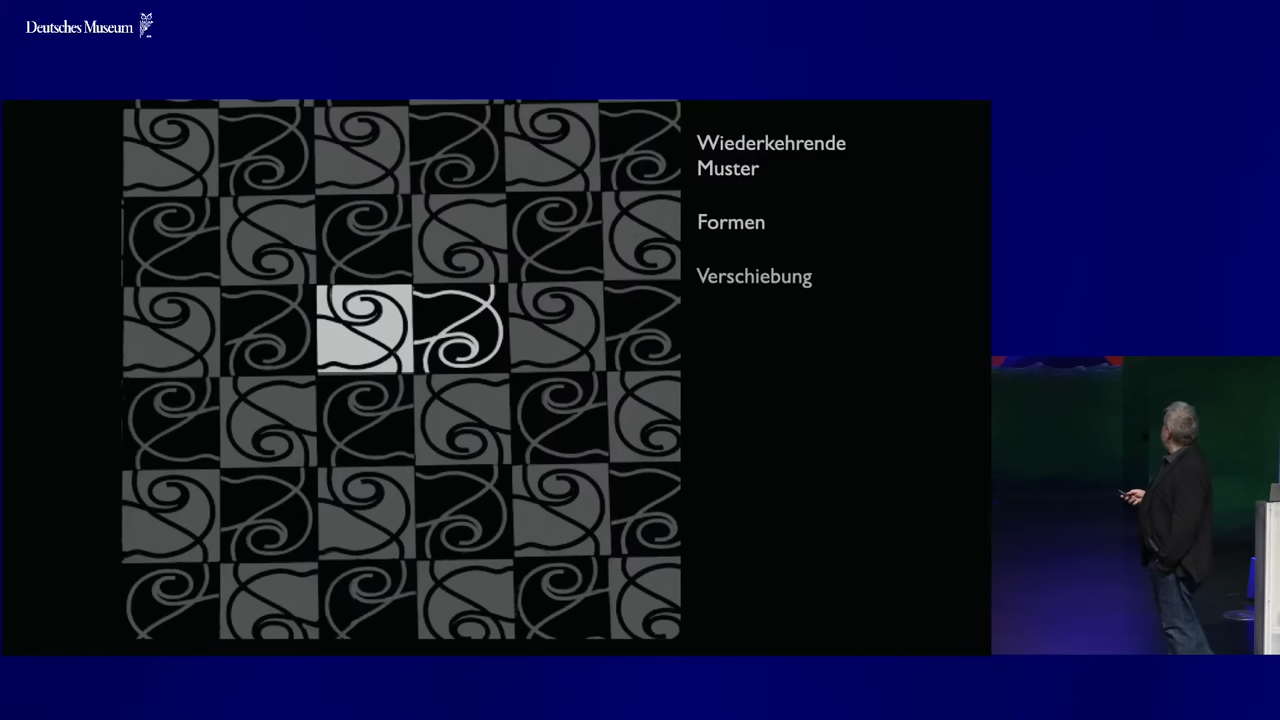 Deutsches Museum
Wiederkehrende
Muster
Formen
Verschiebung